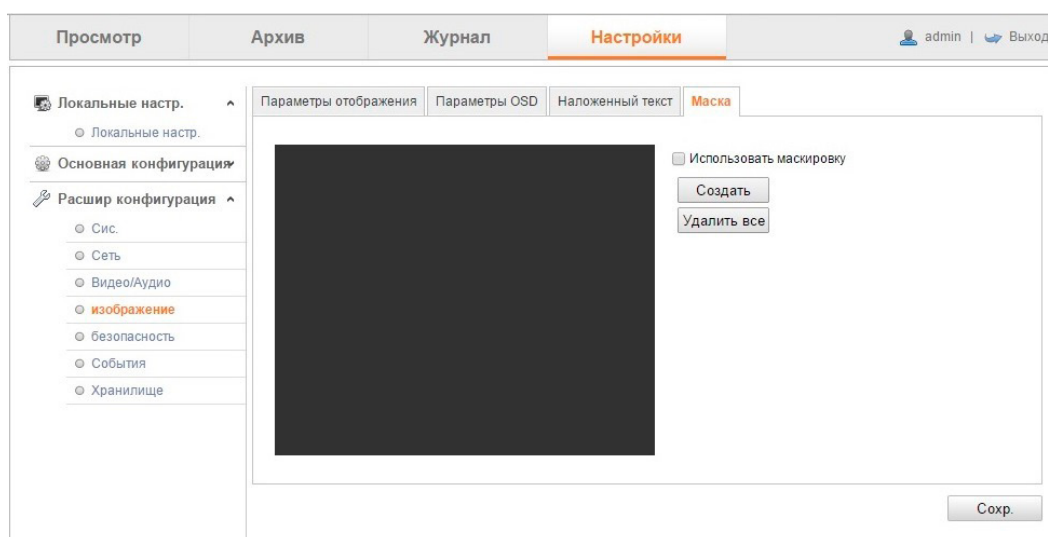 Просмотр Архив Журнал Настройки admin | Выход
Локальные настр.
Локальные настр.
Основная конфигурация
Расшир конфигурация
Сис.
Сеть
Видео/Аудио
изображение
безопасность
События
Хранилище
Параметры отображения Параметры OSD Наложенный текст Маска
Использовать маскировку
Создать
Удалить все
Сохр.